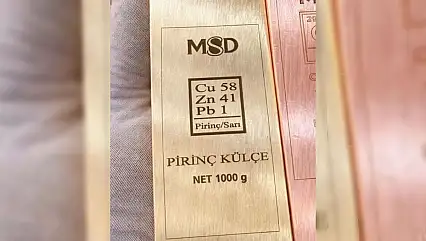 MSD
Cu 58
Zn 41
Pb 1
Pirinç/Sarı
PİRİNÇ KÜLÇE
NET 1000 g